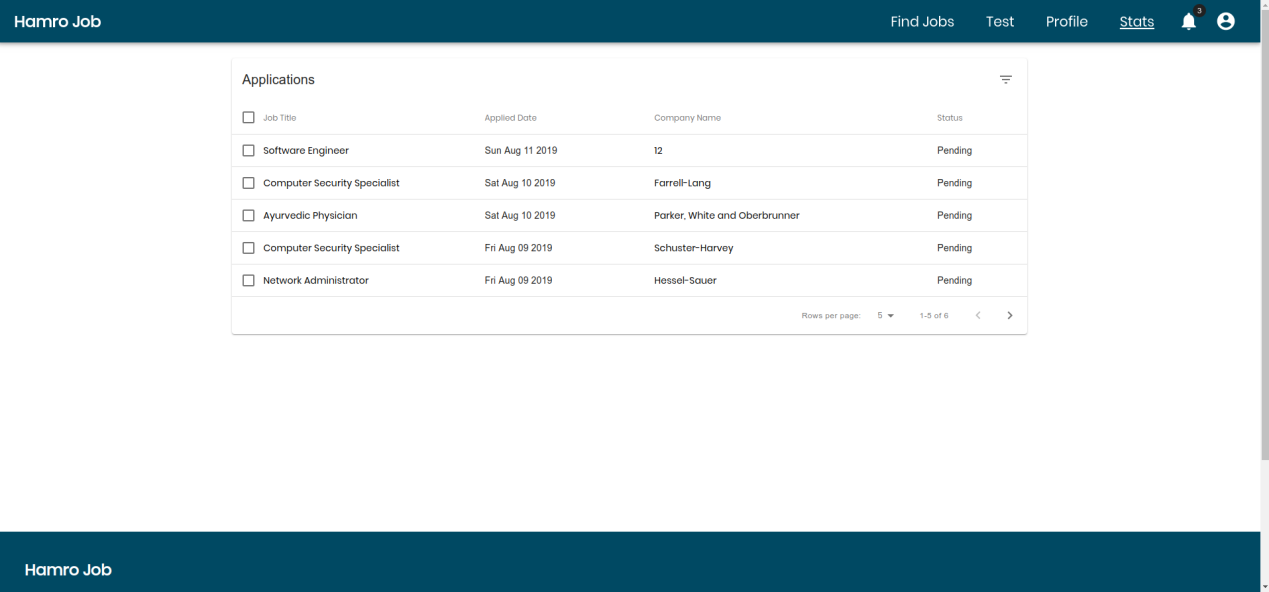 Hamro Job Find Jobs Test Profile Stats 3
Applications
Job Title Applied Date Company Name Status
Software Engineer Sun Aug 11 2019 12 Pending
Computer Security Specialist Sat Aug 10 2019 Farrell-Lang Pending
Ayurvedic Physician Sat Aug 10 2019 Parker, White and Oberbrunner Pending
Computer Security Specialist Fri Aug 09 2019 Schuster-Harvey Pending
Network Administrator Fri Aug 09 2019 Hessel-Sauer Pending
Rows per page: 5 1-5 of 6
Hamro Job